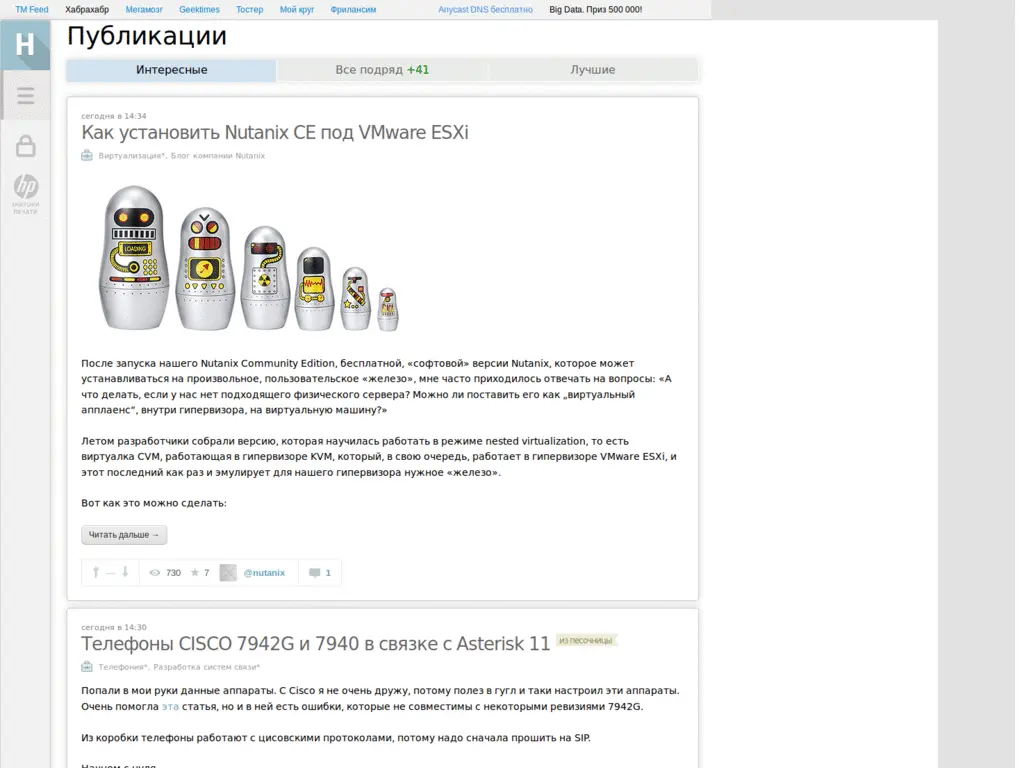 TM Feed Хабрахабр Мегамозг Geektimes Тостер Мой круг Фрилансим Anycast DNS бесплатно Big Data. Приз 500 000!
H
Публикации
Интересные Все подряд +41 Лучшие
hp
печати
сегодня в 14:34
Как установить Nutanix CE под VMware ESXi
Виртуализация*, Блог компании Nutanix
LOADING
После запуска нашего Nutanix Community Edition, бесплатной, «софтовой» версии Nutanix, которое может
устанавливаться на произвольное, пользовательское «железо», мне часто приходилось отвечать на вопросы: «А
что делать, если у нас нет подходящего физического сервера? Можно ли поставить его как „виртуальный
апплаенс“, внутри гипервизора, на виртуальную машину?»
Летом разработчики собрали версию, которая научилась работать в режиме nested virtualization, то есть
виртуалка CVM, работающая в гипервизоре KVM, который, в свою очередь, работает в гипервизоре VMware ESXi, и
этот последний как раз и эмулирует для нашего гипервизора нужное «железо».
Вот как это можно сделать:
Читать дальше →
— 730 7 @nutanix 1
сегодня в 14:30
Телефоны CISCO 7942G и 7940 в связке с Asterisk 11 из песочницы
Телефония*, Разработка систем связи*
Попали в мои руки данные аппараты. С Cisco я не очень дружу, потому полез в гугл и таки настроил эти аппараты.
Очень помогла эта статья, но и в ней есть ошибки, которые не совместимы с некоторыми ревизиями 7942G.
Из коробки телефоны работают с цисовскими протоколами, потому надо сначала прошить на SIP.
Начнем с нуля